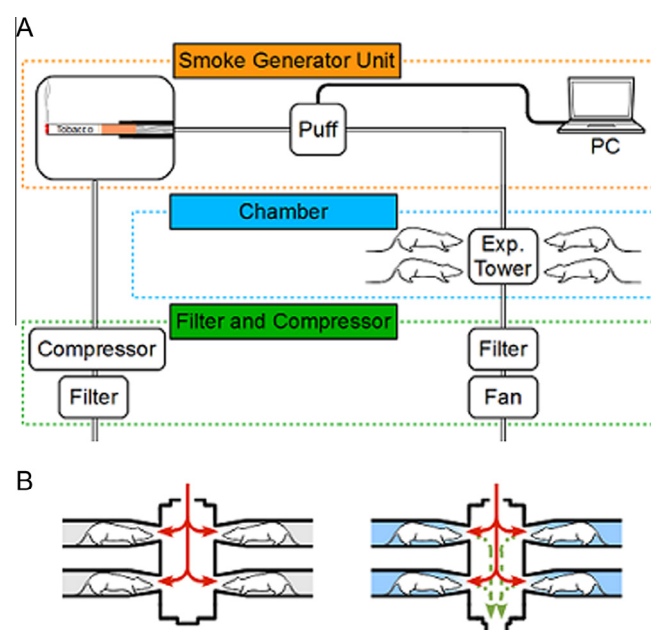 A
Smoke Generator Unit
Tobacco
Puff
PC
Chamber
Exp.
Tower
Filter and Compressor
Compressor
Filter
Filter
Fan
B